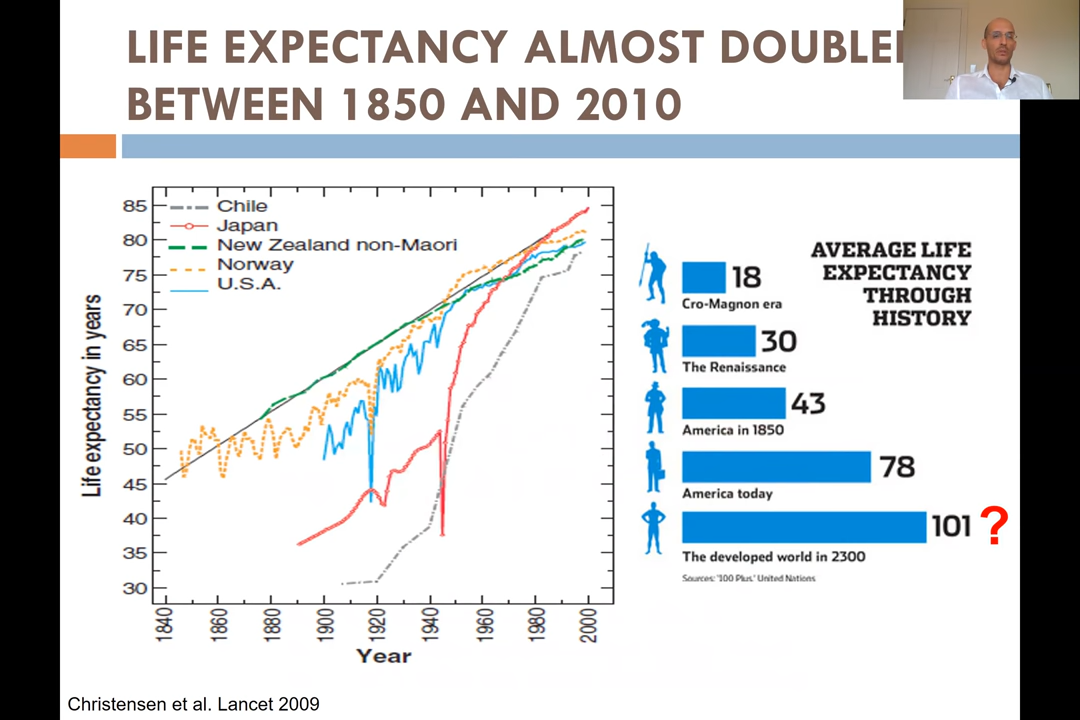 LIFE EXPECTANCY ALMOST DOUBLE
BETWEEN 1850 AND 2010
Chile
Japan
New Zealand non-Maori
Norway
U.S.A.
85
80
75
70
65
60
55
50
45
40
35
30
Life expectancy in years
1840
1860
1880
1900
1920
1940
1960
1980
2000
Year
AVERAGE LIFE
EXPECTANCY
THROUGH
HISTORY
18
Cro-Magnon era
30
The Renaissance
43
America in 1850
78
America today
101 ?
The developed world in 2300
Sources: '100 Plus,' United Nations
Christensen et al. Lancet 2009